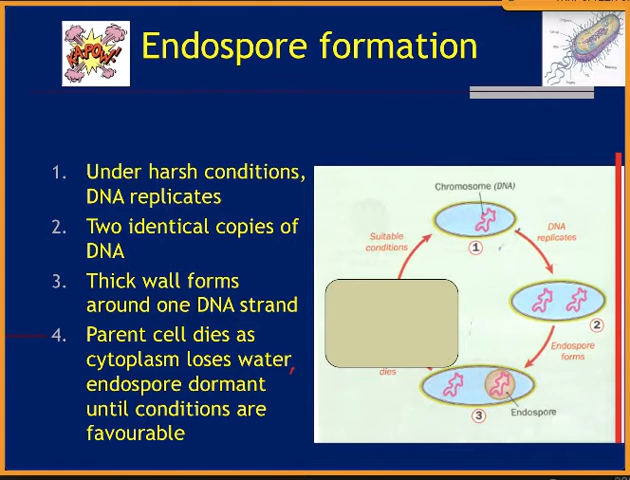 KAPOW!
Endospore formation
1. Under harsh conditions,
DNA replicates
2. Two identical copies of
DNA
3. Thick wall forms
around one DNA strand
4. Parent cell dies as
cytoplasm loses water,
endospore dormant
until conditions are
favourable
Chromosome (DNA)
1
Suitable
conditions
DNA
replicates
2
Endospore
forms
dies
3
Endospore